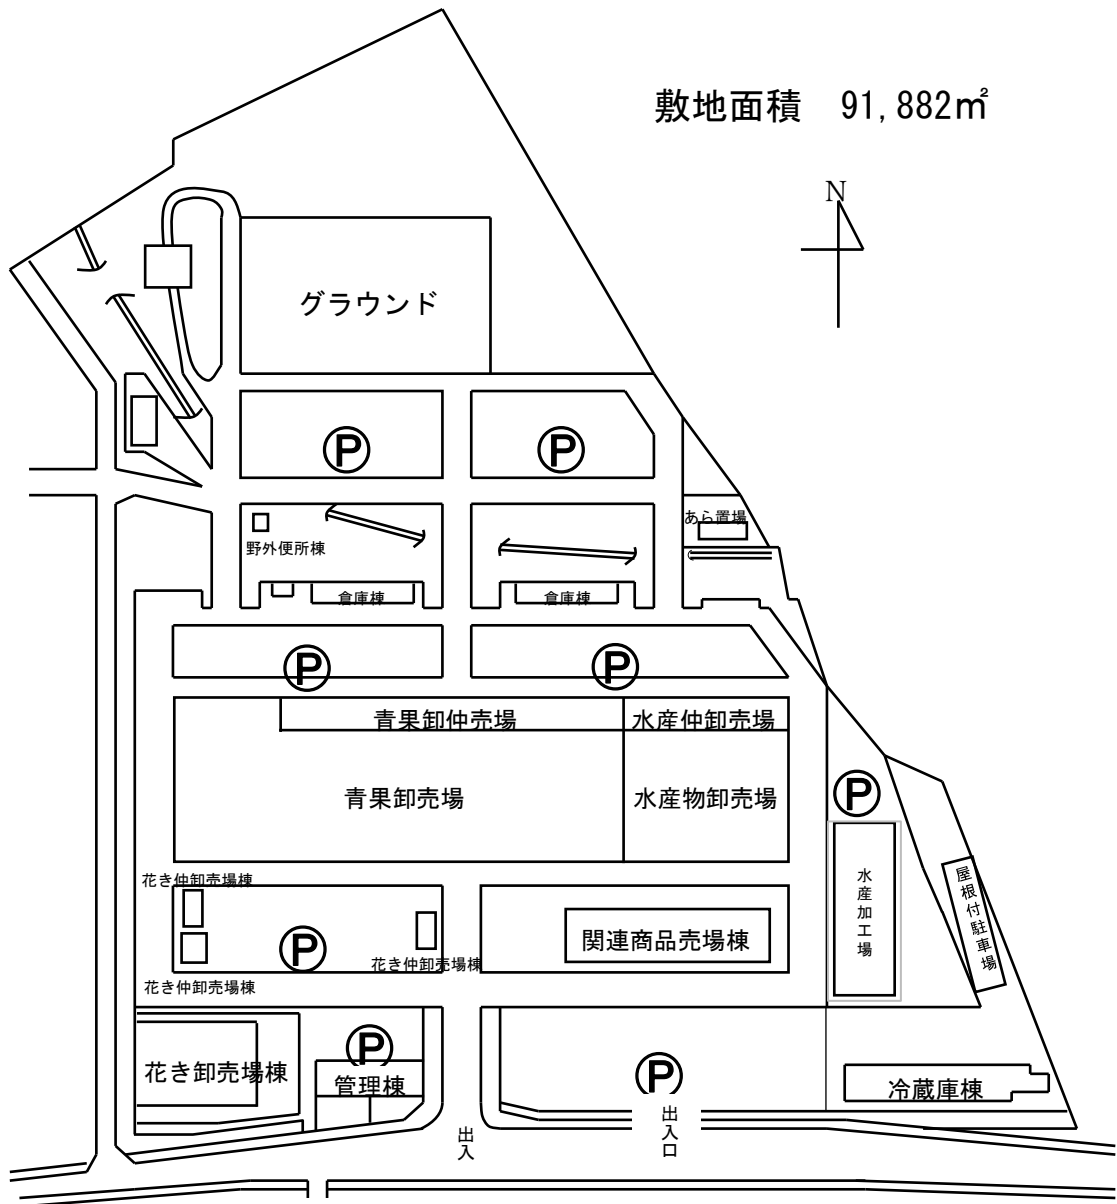 敷地面積 91,882㎡
N
グラウンド
P
P
あら置場
野外便所棟
倉庫棟
倉庫棟
P
P
青果卸仲売場
水産仲卸売場
青果卸売場
水産物卸売場
P
花き仲卸売場棟
水産加工場
屋根付駐車場
関連商品売場棟
P
花き仲卸売場棟
花き仲卸売場棟
P
花き卸売場棟
管理棟
P
冷蔵庫棟
出入
出入口